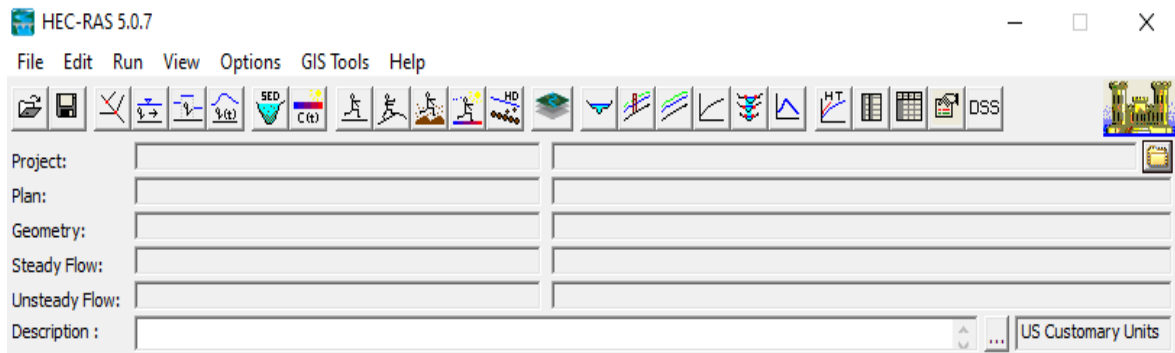 HEC-RAS 5.0.7
File Edit Run View Options GIS Tools Help
SED C(t) HD HT DSS
Project:
Plan:
Geometry:
Steady Flow:
Unsteady Flow:
Description : ... US Customary Units